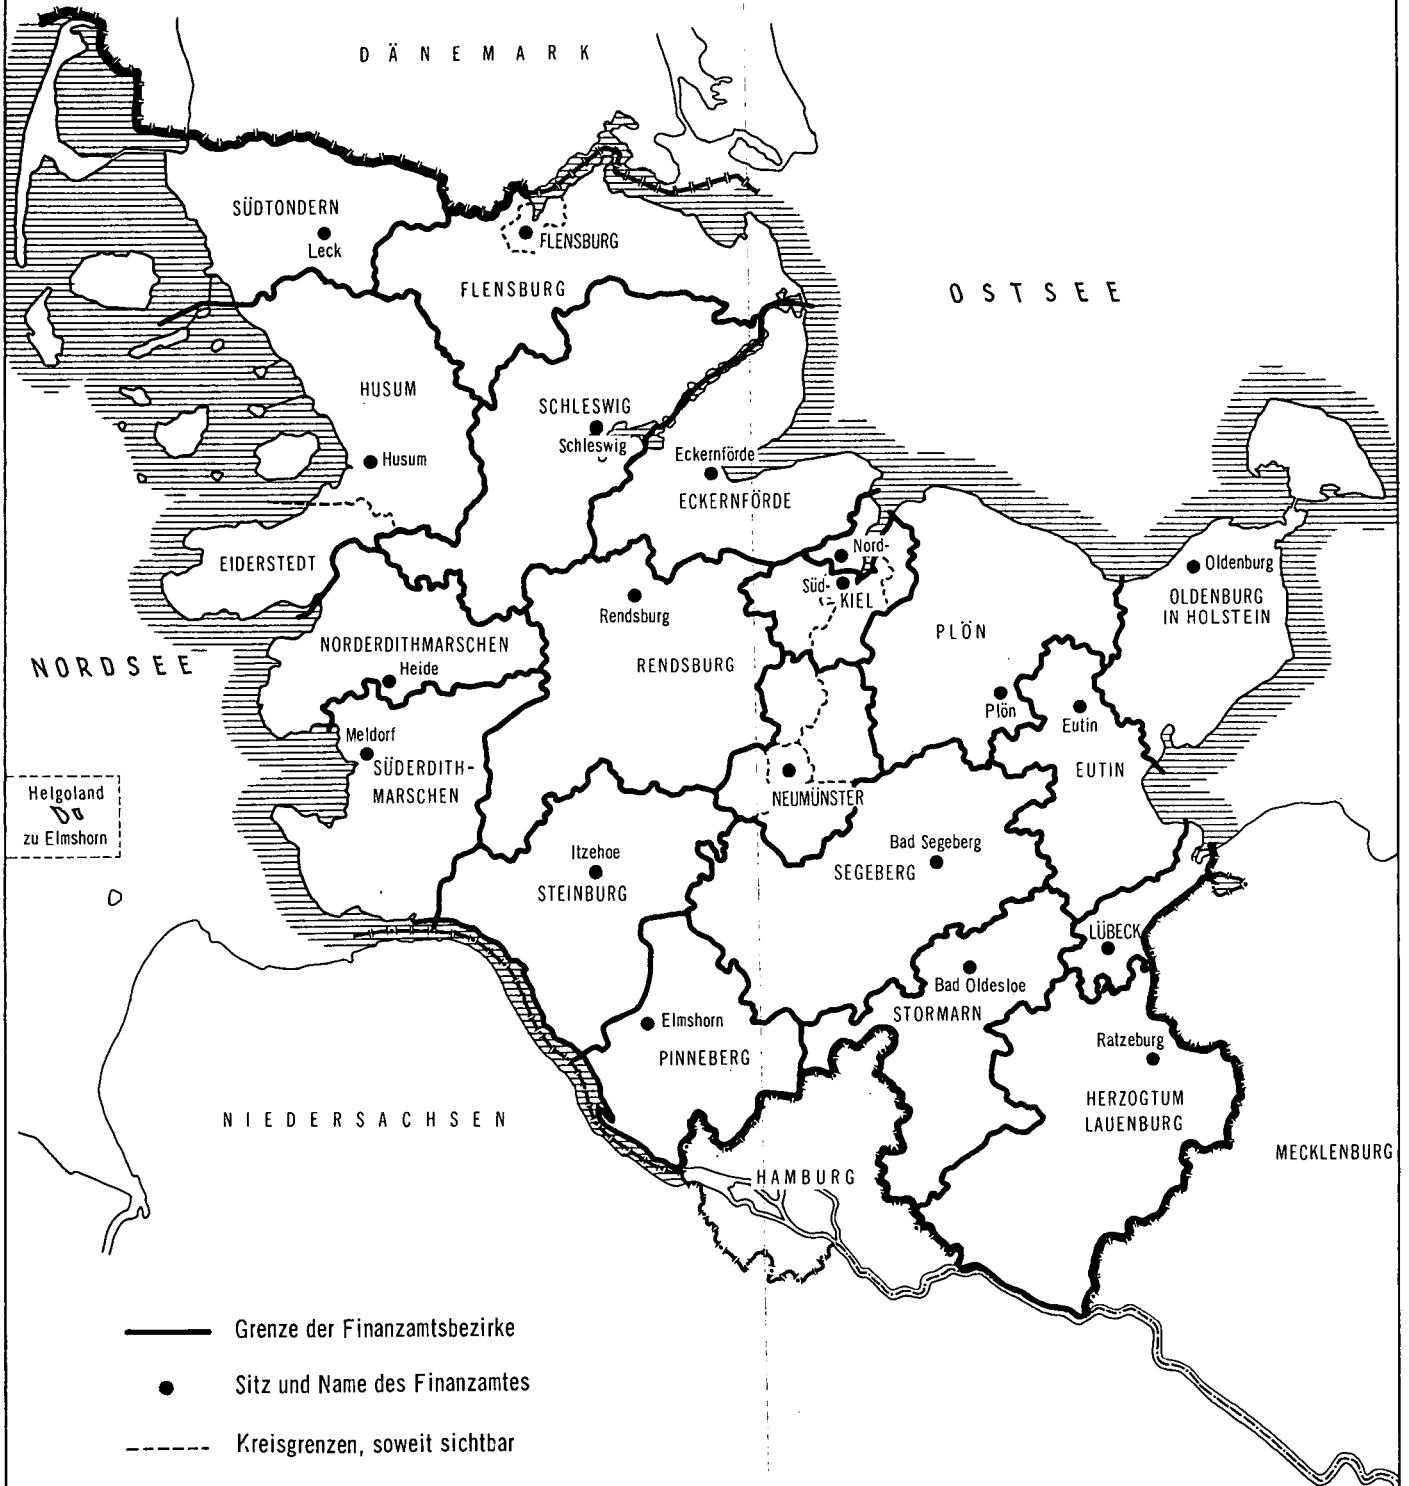 DÄNEMARK
SÜDTONDERN
Leck
FLENSBURG
FLENSBURG
OSTSEE
HUSUM
Husum
SCHLESWIG
Schleswig
Eckernförde
ECKERNFÖRDE
EIDERSTEDT
Nord-
Süd-
KIEL
Oldenburg
OLDENBURG
IN HOLSTEIN
Rendsburg
RENDSBURG
NORDERDITHMARSCHEN
Heide
NORDSEE
PLÖN
Plön
Eutin
EUTIN
Meldorf
SÜDERDITH-
MARSCHEN
NEUMÜNSTER
Helgoland
zu Elmshorn
Itzehoe
STEINBURG
Bad Segeberg
SEGEBERG
LÜBECK
Bad Oldesloe
STORMARN
Elmshorn
PINNEBERG
Ratzeburg
HERZOGTUM
LAUENBURG
NIEDERSACHSEN
HAMBURG
MECKLENBURG
Grenze der Finanzamtsbezirke
Sitz und Name des Finanzamtes
Kreisgrenzen, soweit sichtbar